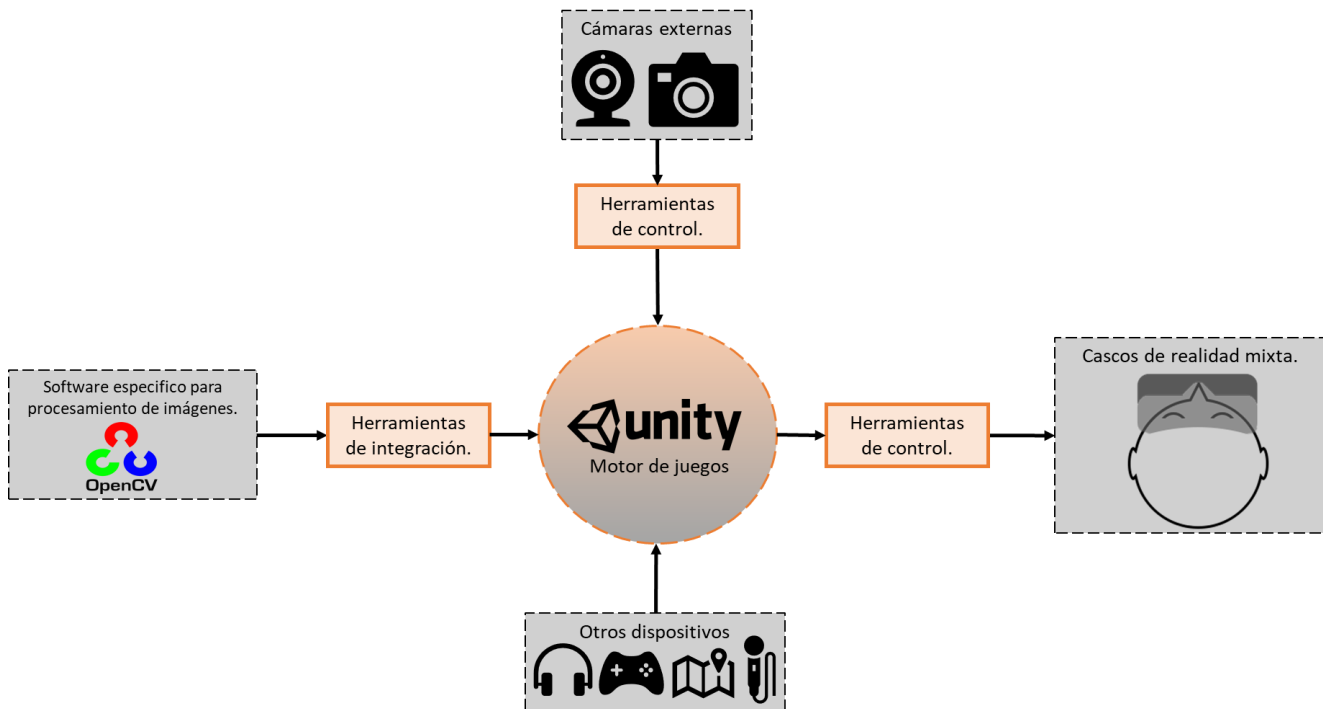 Cámaras externas
Herramientas
de control.
Software especifico para
procesamiento de imágenes.
OpenCV
Herramientas
de integración.
unity
Motor de juegos
Herramientas
de control.
Cascos de realidad mixta.
Otros dispositivos